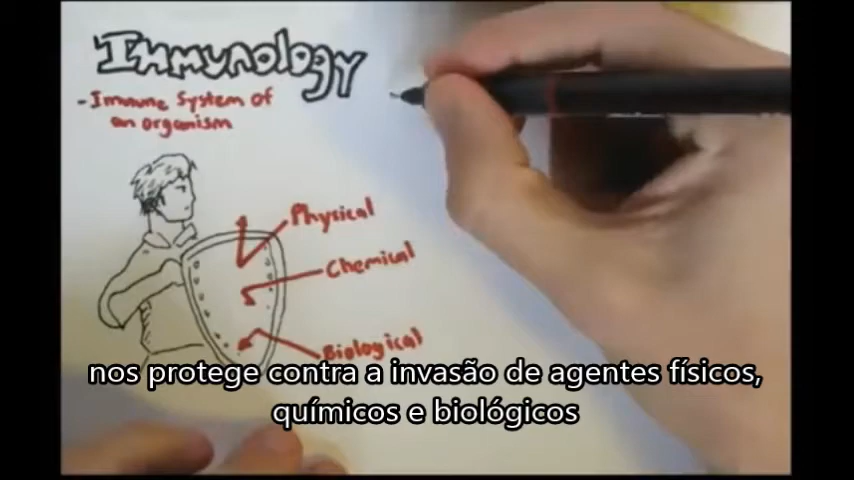 Immunology
- Immune System of
an organism
Physical
Chemical
Biological
nos protege contra a invasão de agentes físicos,
químicos e biológicos